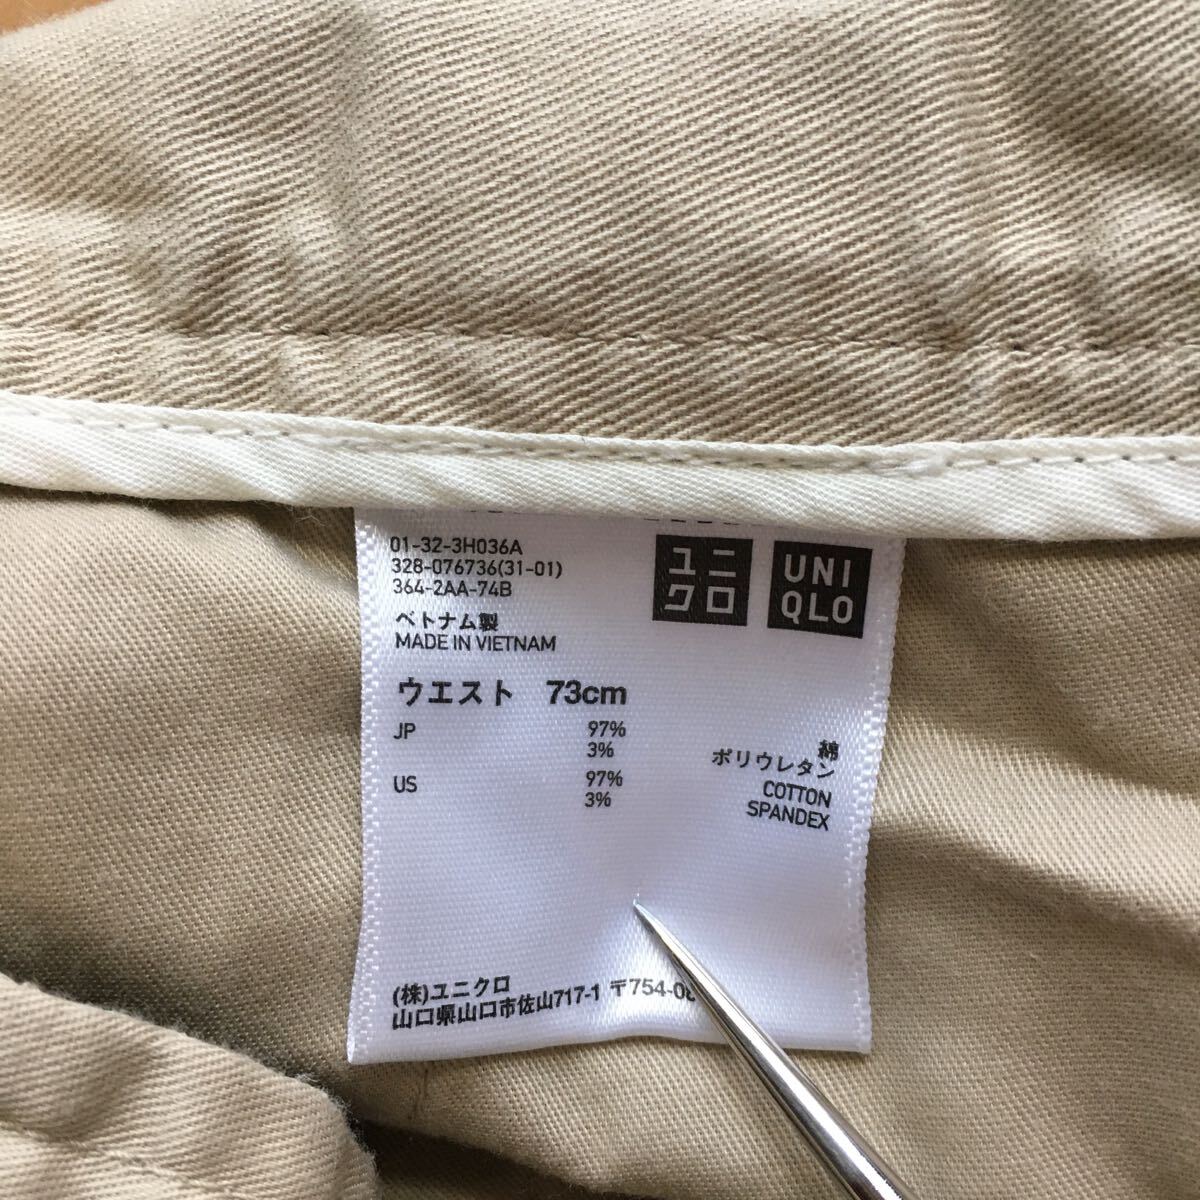 01-32-3H036A
328-076736(31-01)
364-2AA-74B
ベトナム製
MADE IN VIETNAM
ユニ
クロ
UNI
QLO
ウエスト 73cm
JP 97% 綿
3% ポリウレタン
US 97% COTTON
3% SPANDEX
(株)ユニクロ
山口県山口市佐山717-1 〒754-08